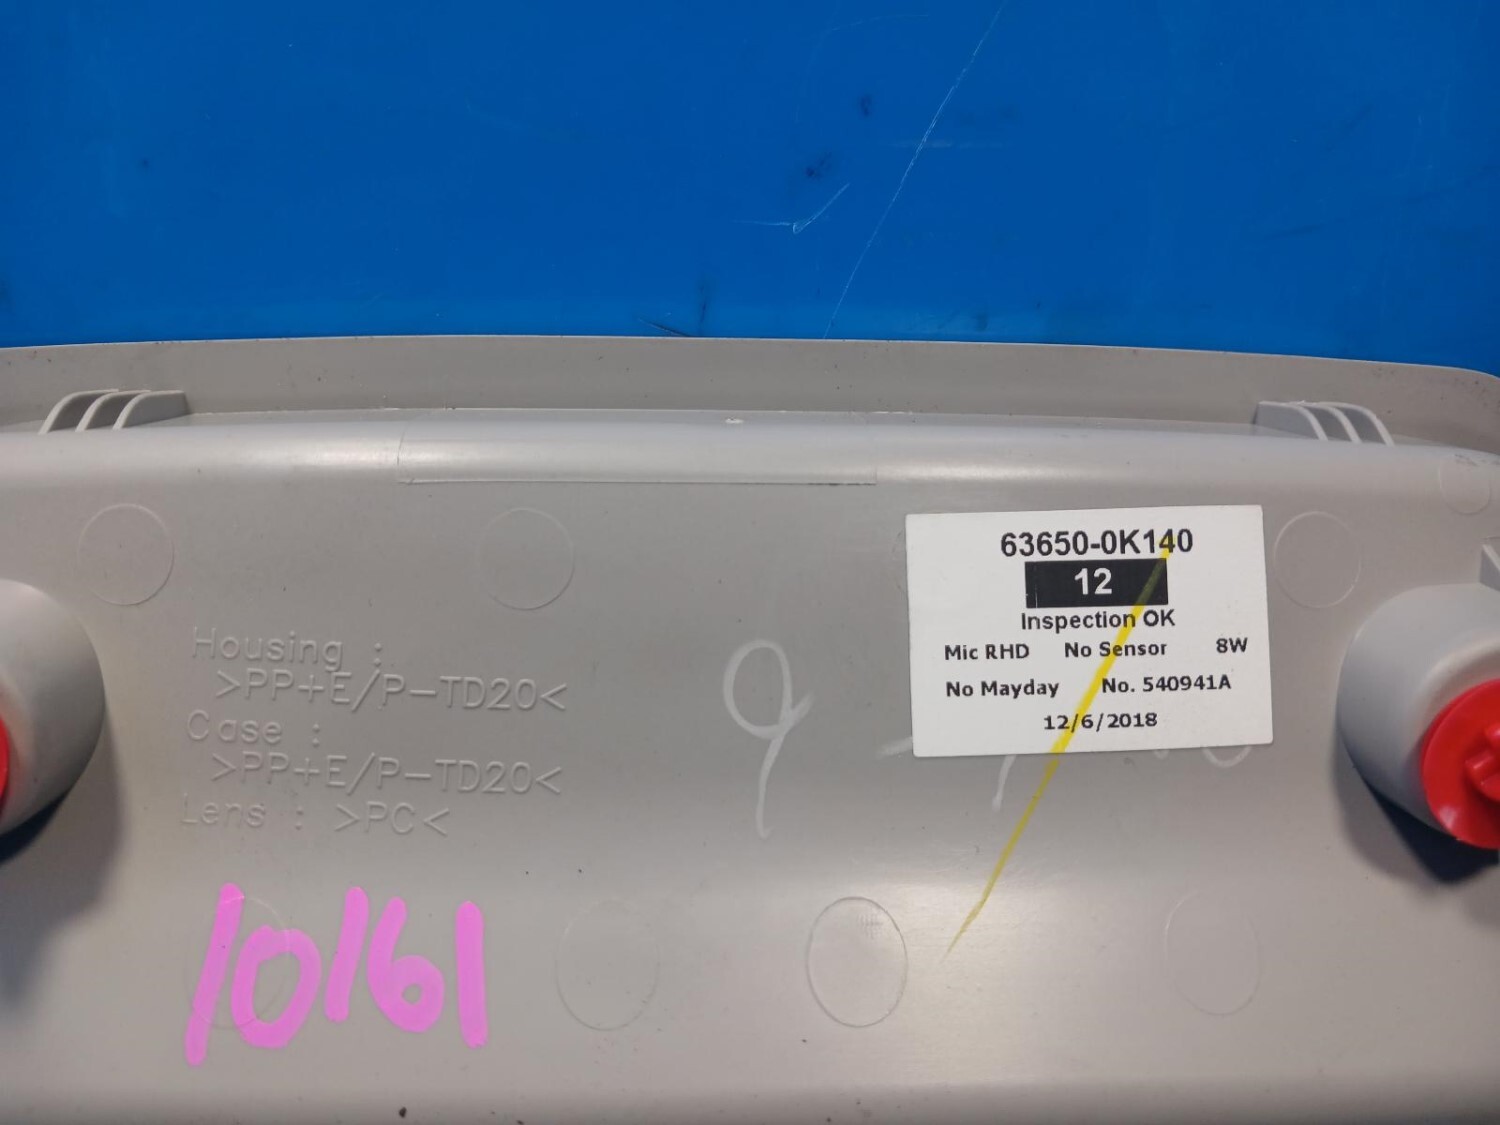 63650-0K140
12
Inspection OK
Mic RHD No Sensor 8W
No Mayday No. 540941A
12/6/2018
Housing :
>PP+E/P-TD20<
Case :
>PP+E/P-TD20<
Lens : >PC<
10161